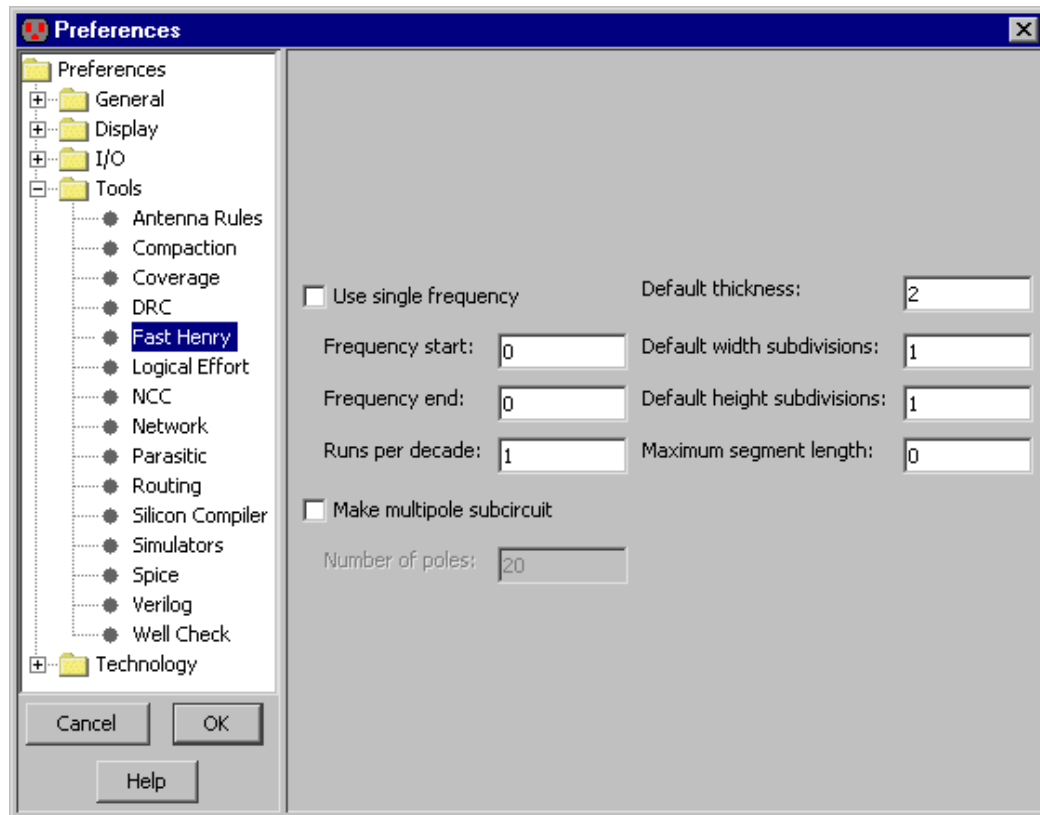 Preferences
Preferences
General
Display
I/O
Tools
Antenna Rules
Compaction
Coverage
DRC
Fast Henry
Logical Effort
NCC
Network
Parasitic
Routing
Silicon Compiler
Simulators
Spice
Verilog
Well Check
Technology
Cancel OK
Help
Use single frequency Default thickness: 2
Frequency start: 0 Default width subdivisions: 1
Frequency end: 0 Default height subdivisions: 1
Runs per decade: 1 Maximum segment length: 0
Make multipole subcircuit
Number of poles: 20